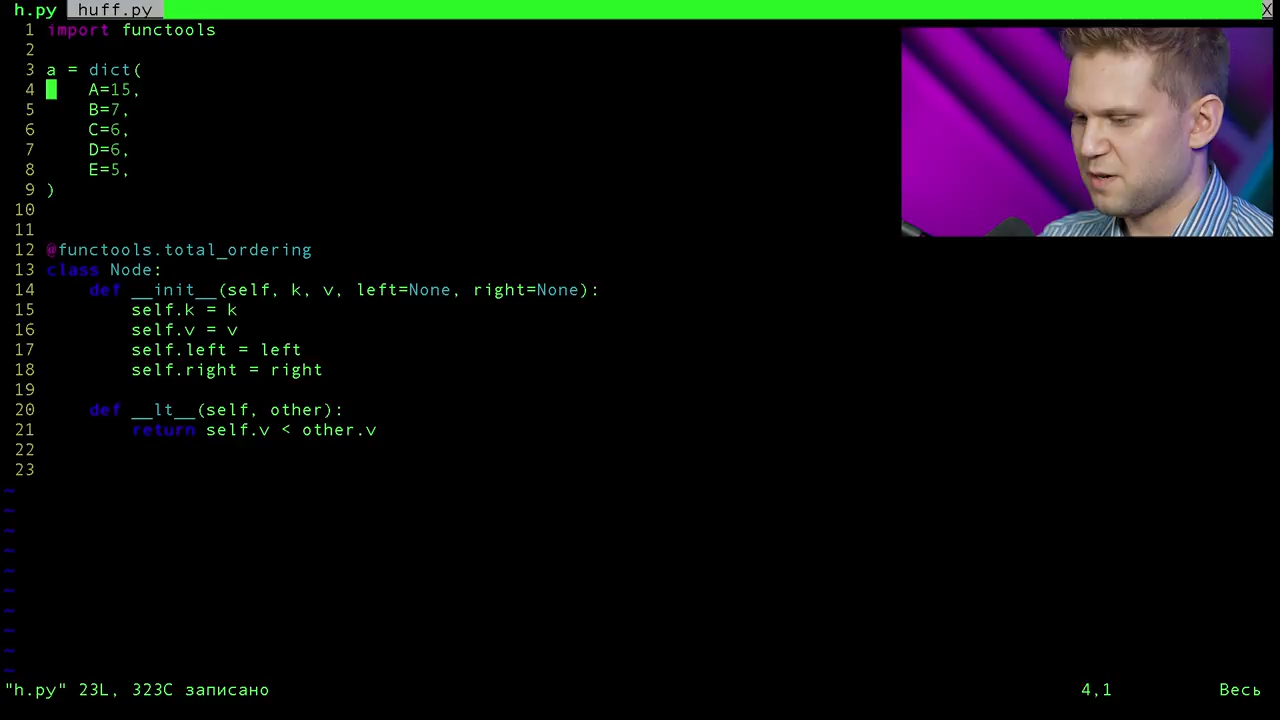 h.py huff.py X
1 import functools
2
3 a = dict(
4     A=15,
5     B=7,
6     C=6,
7     D=6,
8     E=5,
9 )
10
11
12 @functools.total_ordering
13 class Node:
14     def __init__(self, k, v, left=None, right=None):
15         self.k = k
16         self.v = v
17         self.left = left
18         self.right = right
19
20     def __lt__(self, other):
21         return self.v < other.v
22
23
~
~
~
~
~
~
~
~
~
~
"h.py" 23L, 323C записано 4,1 Весь